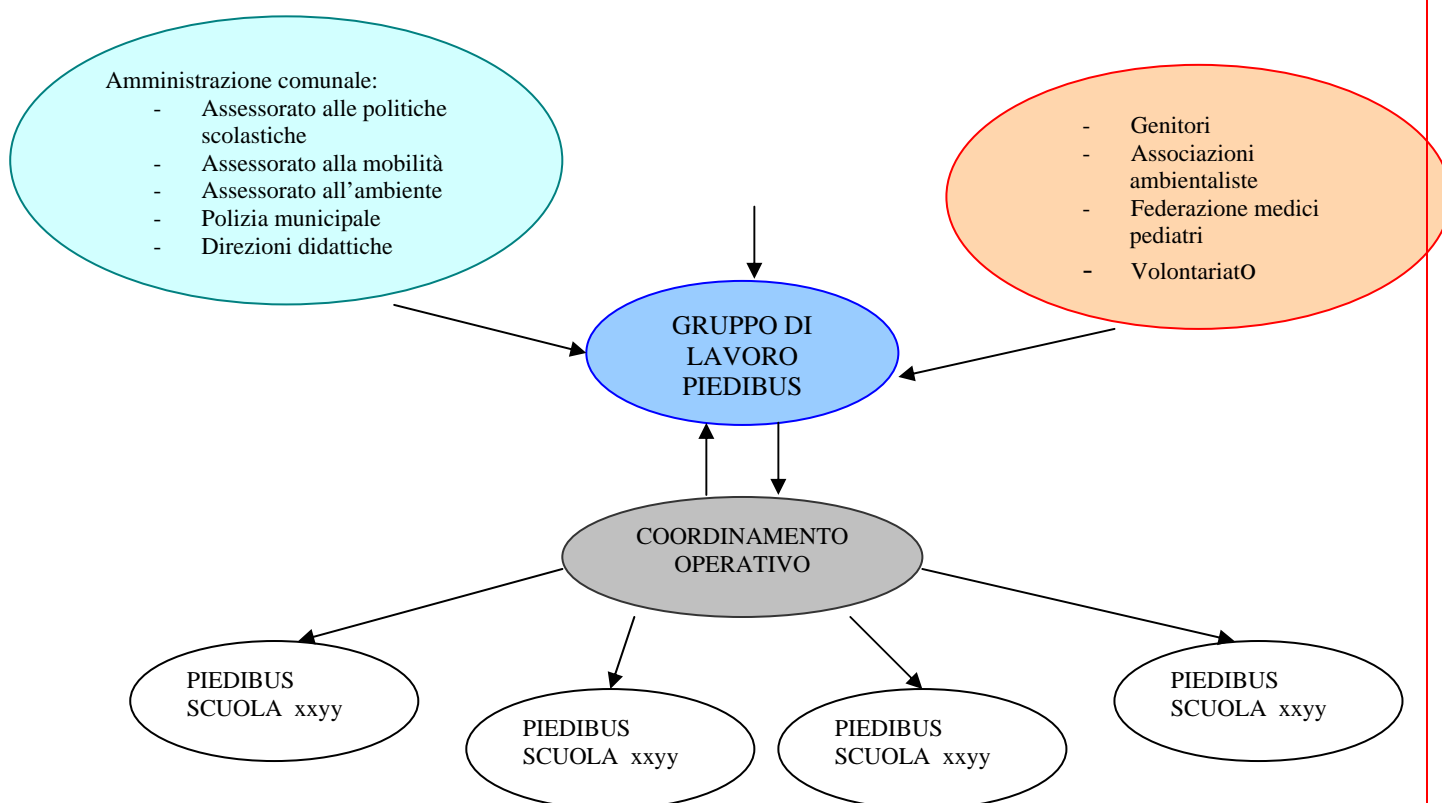 Amministrazione comunale:
- Assessorato alle politiche
scolastiche
- Assessorato alla mobilità
- Assessorato all'ambiente
- Polizia municipale
- Direzioni didattiche
- Genitori
- Associazioni
ambientaliste
- Federazione medici
pediatri
- Volontariato
GRUPPO DI
LAVORO
PIEDIBUS
COORDINAMENTO
OPERATIVO
PIEDIBUS
SCUOLA xxyy
PIEDIBUS
SCUOLA xxyy
PIEDIBUS
SCUOLA xxyy
PIEDIBUS
SCUOLA xxyy